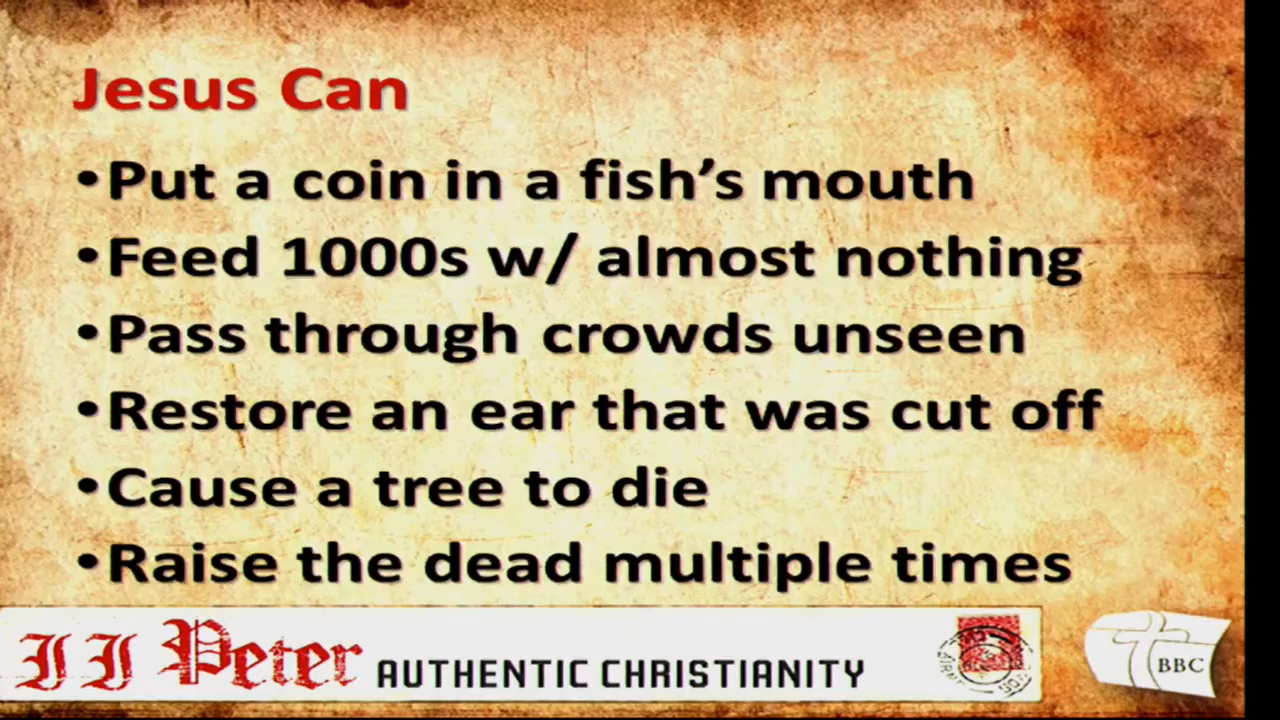 Jesus Can
•Put a coin in a fish’s mouth
•Feed 1000s w/ almost nothing
•Pass through crowds unseen
•Restore an ear that was cut off
•Cause a tree to die
•Raise the dead multiple times
II Peter AUTHENTIC CHRISTIANITY
BBC